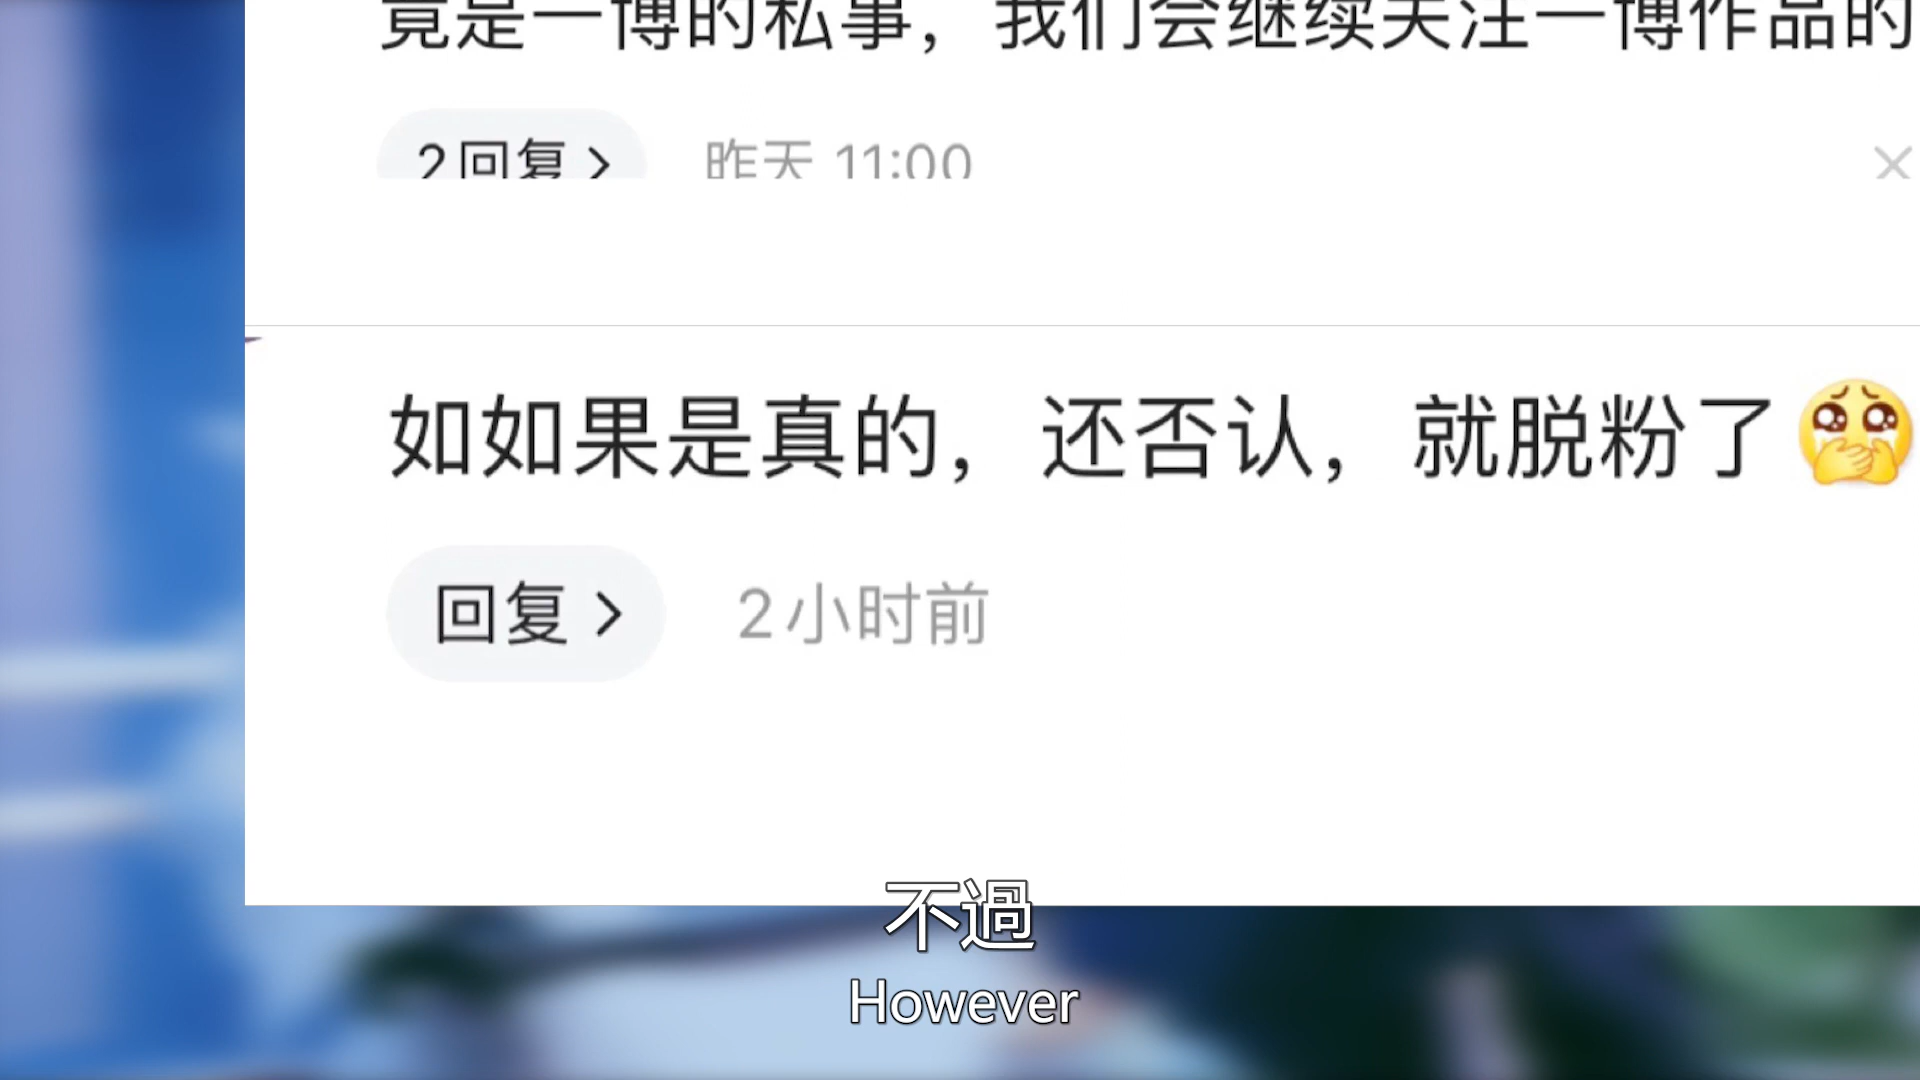 竟是一博的私事，我们会继续关注一博作品的
2回复 >
昨天 11:00
如如果是真的，还否认，就脱粉了🥹
回复 >
2小时前
不過
However